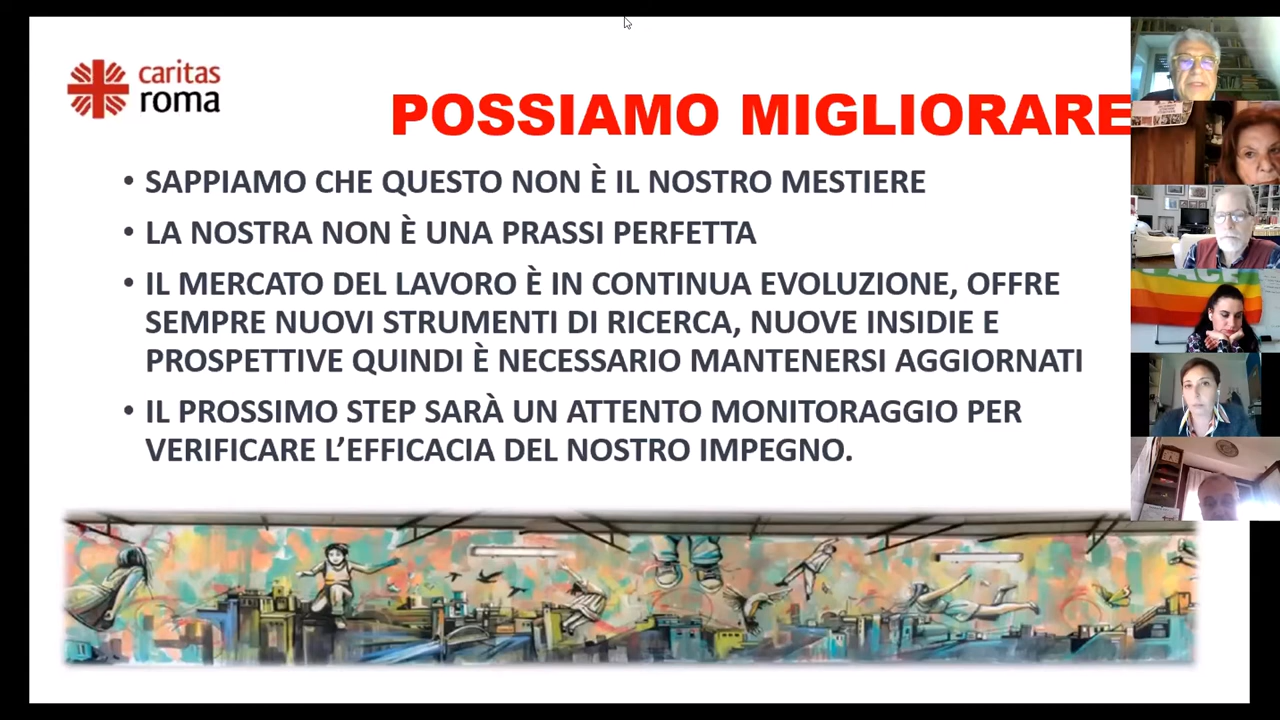 caritas
roma
POSSIAMO MIGLIORARE
• SAPPIAMO CHE QUESTO NON È IL NOSTRO MESTIERE
• LA NOSTRA NON È UNA PRASSI PERFETTA
• IL MERCATO DEL LAVORO È IN CONTINUA EVOLUZIONE, OFFRE
SEMPRE NUOVI STRUMENTI DI RICERCA, NUOVE INSIDIE E
PROSPETTIVE QUINDI È NECESSARIO MANTENERSI AGGIORNATI
• IL PROSSIMO STEP SARÀ UN ATTENTO MONITORAGGIO PER
VERIFICARE L’EFFICACIA DEL NOSTRO IMPEGNO.